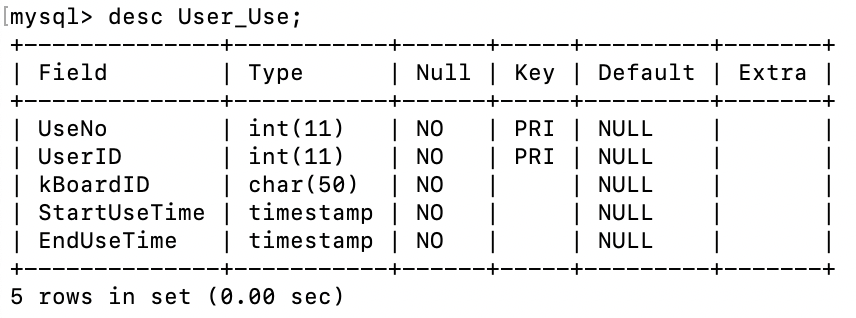 [mysql> desc User_Use;
+--------------+-----------+------+-----+---------+-------+
| Field        | Type      | Null | Key | Default | Extra |
+--------------+-----------+------+-----+---------+-------+
| UseNo        | int(11)   | NO   | PRI | NULL    |       |
| UserID       | int(11)   | NO   | PRI | NULL    |       |
| kBoardID     | char(50)  | NO   |     | NULL    |       |
| StartUseTime | timestamp | NO   |     | NULL    |       |
| EndUseTime   | timestamp | NO   |     | NULL    |       |
+--------------+-----------+------+-----+---------+-------+
5 rows in set (0.00 sec)